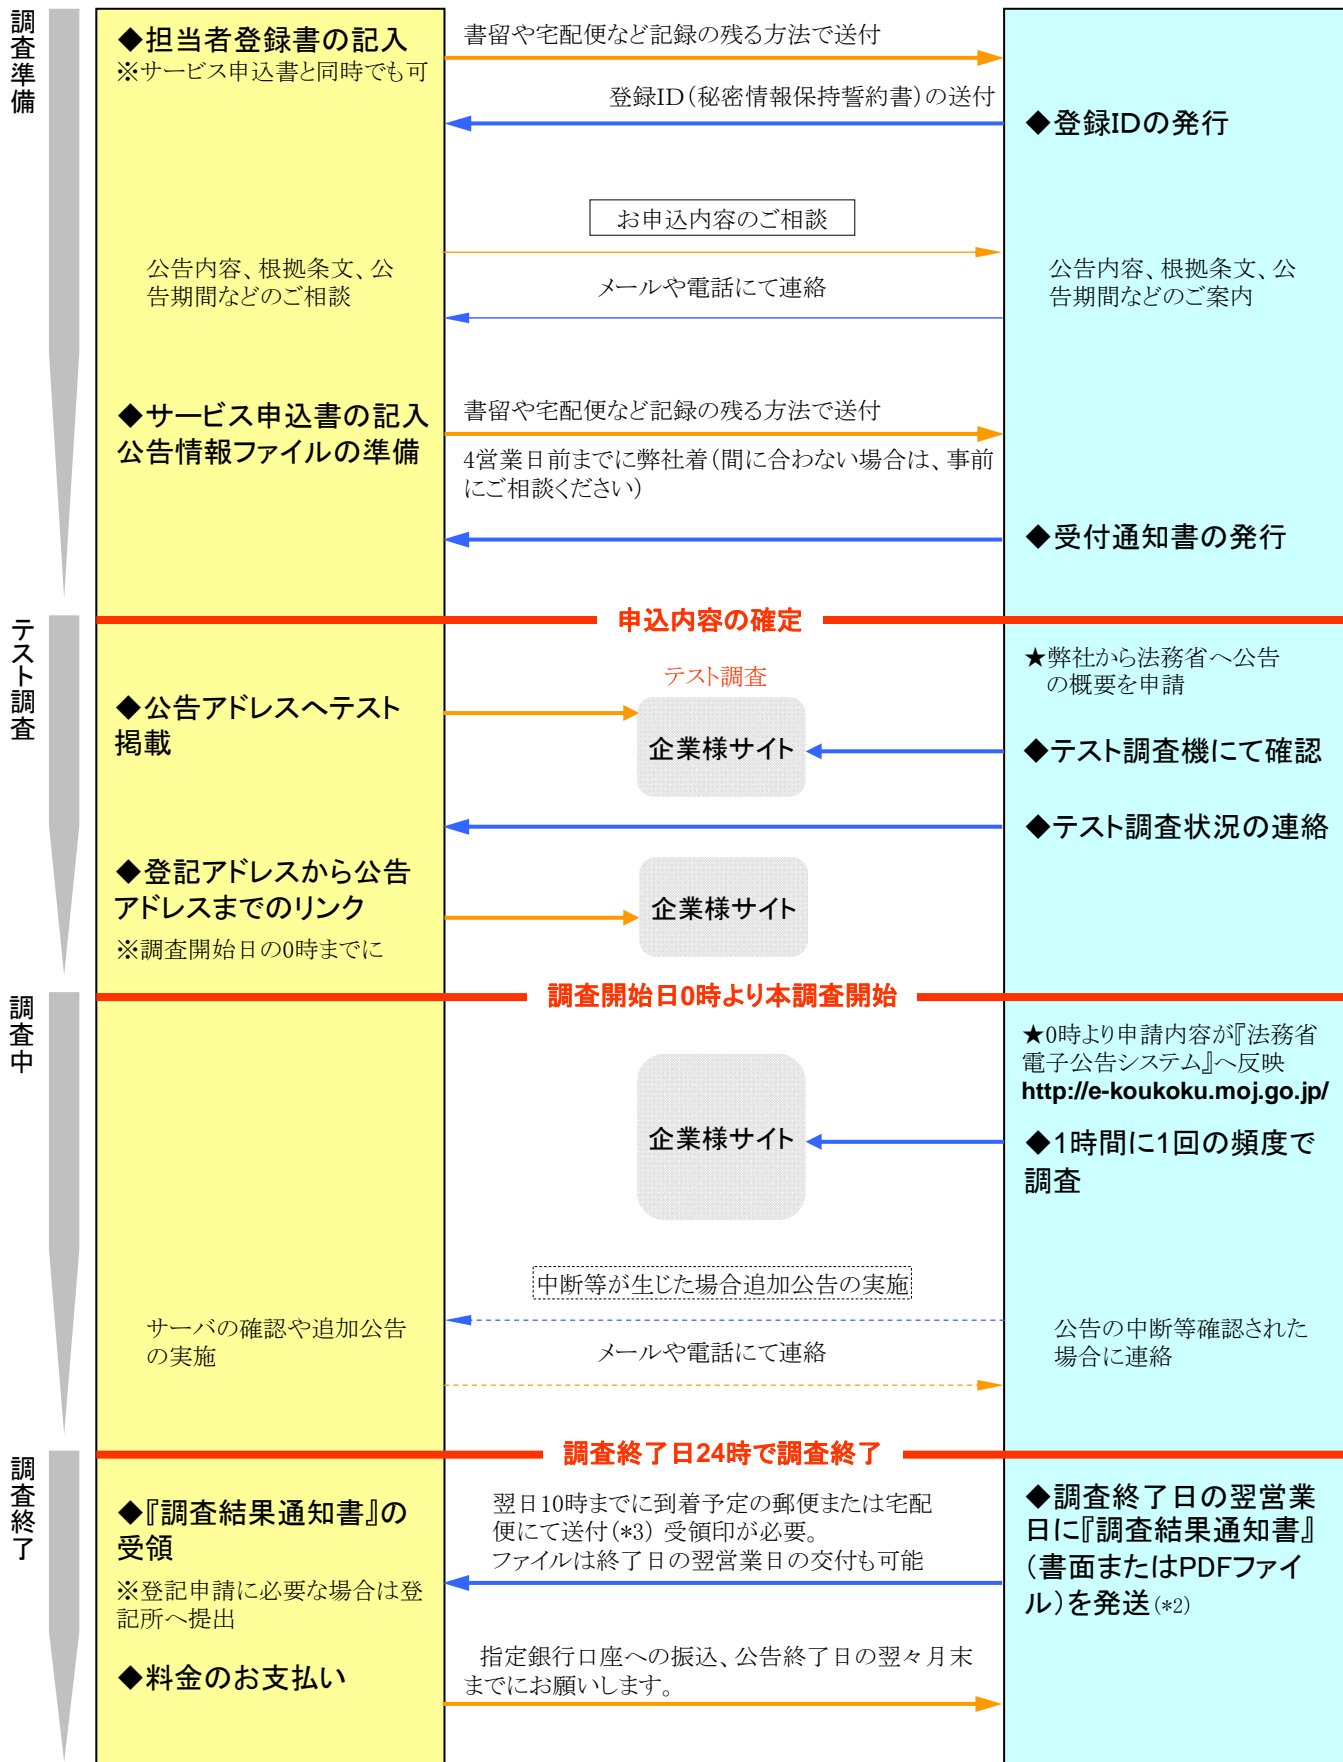 調査準備
◆担当者登録書の記入
※サービス申込書と同時でも可
書留や宅配便など記録の残る方法で送付
登録ID（秘密情報保持誓約書）の送付
◆登録IDの発行
お申込内容のご相談
公告内容、根拠条文、公
告期間などのご相談
メールや電話にて連絡
公告内容、根拠条文、公
告期間などのご案内
◆サービス申込書の記入
公告情報ファイルの準備
書留や宅配便など記録の残る方法で送付
4営業日前までに弊社着（間に合わない場合は、事前
にご相談ください）
◆受付通知書の発行
申込内容の確定
テスト調査
★弊社から法務省へ公告
の概要を申請
テスト調査
◆公告アドレスへテスト
掲載
企業様サイト
◆テスト調査機にて確認
◆テスト調査状況の連絡
◆登記アドレスから公告
アドレスまでのリンク
※調査開始日の0時までに
企業様サイト
調査開始日0時より本調査開始
調査中
★0時より申請内容が『法務省
電子公告システム』へ反映
http://e-koukoku.moj.go.jp/
企業様サイト
◆1時間に1回の頻度で
調査
中断等が生じた場合追加公告の実施
サーバの確認や追加公告
の実施
メールや電話にて連絡
公告の中断等確認された
場合に連絡
調査終了日24時で調査終了
調査終了
◆『調査結果通知書』の
受領
※登記申請に必要な場合は登
記所へ提出
翌日10時までに到着予定の郵便または宅配
便にて送付（*3） 受領印が必要。
ファイルは終了日の翌営業日の交付も可能
◆調査終了日の翌営業
日に『調査結果通知書』
（書面またはPDFファイ
ル）を発送（*2）
◆料金のお支払い
指定銀行口座への振込、公告終了日の翌々月末
までにお願いします。